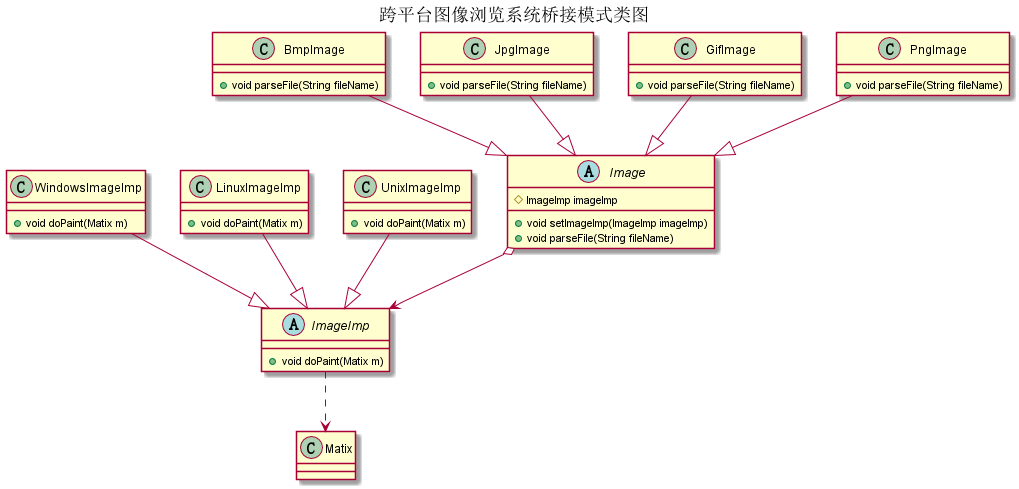 跨平台图像浏览系统桥接模式类图
C BmpImage
void parseFile(String fileName)
C JpgImage
void parseFile(String fileName)
C GifImage
void parseFile(String fileName)
C PngImage
void parseFile(String fileName)
A Image
ImageImp imageImp
void setImageImp(ImageImp imageImp)
void parseFile(String fileName)
C WindowsImageImp
void doPaint(Matix m)
C LinuxImageImp
void doPaint(Matix m)
C UnixImageImp
void doPaint(Matix m)
A ImageImp
void doPaint(Matix m)
C Matix